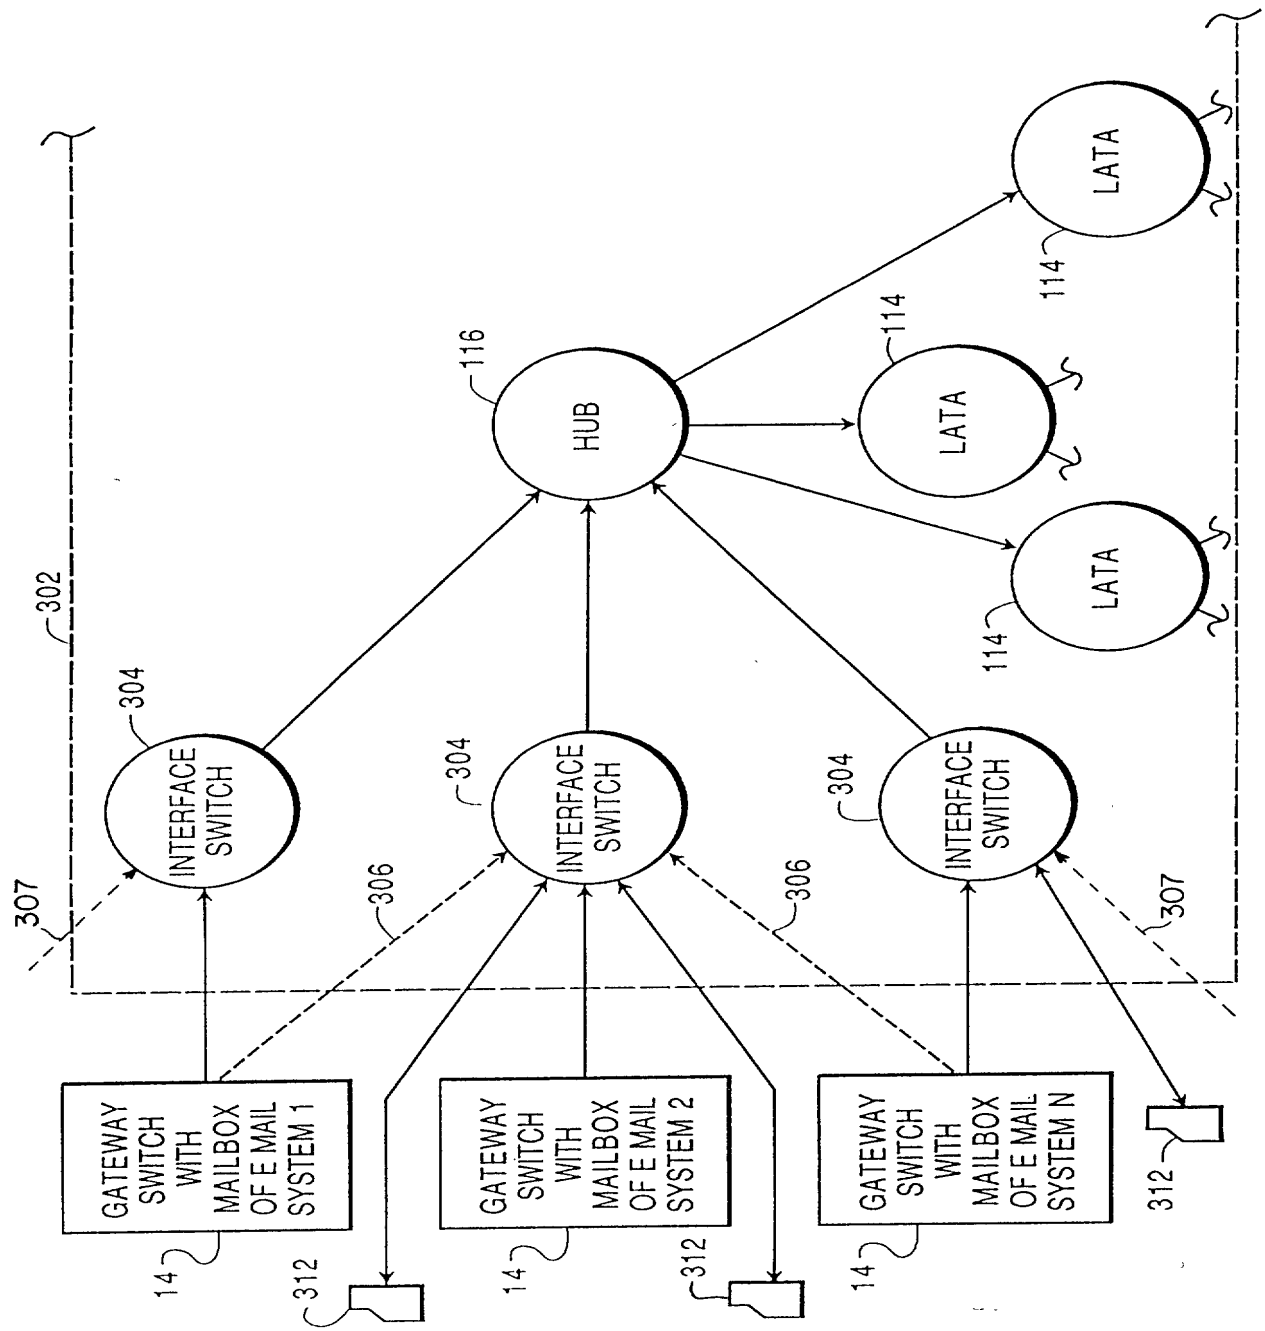 302
307
304
INTERFACE
SWITCH
GATEWAY
SWITCH
WITH
MAILBOX
OF E MAIL
SYSTEM 1
14
312
306
304
INTERFACE
SWITCH
GATEWAY
SWITCH
WITH
MAILBOX
OF E MAIL
SYSTEM 2
14
312
306
304
INTERFACE
SWITCH
GATEWAY
SWITCH
WITH
MAILBOX
OF E MAIL
SYSTEM N
14
312
307
116
HUB
114
LATA
114
LATA
114
LATA